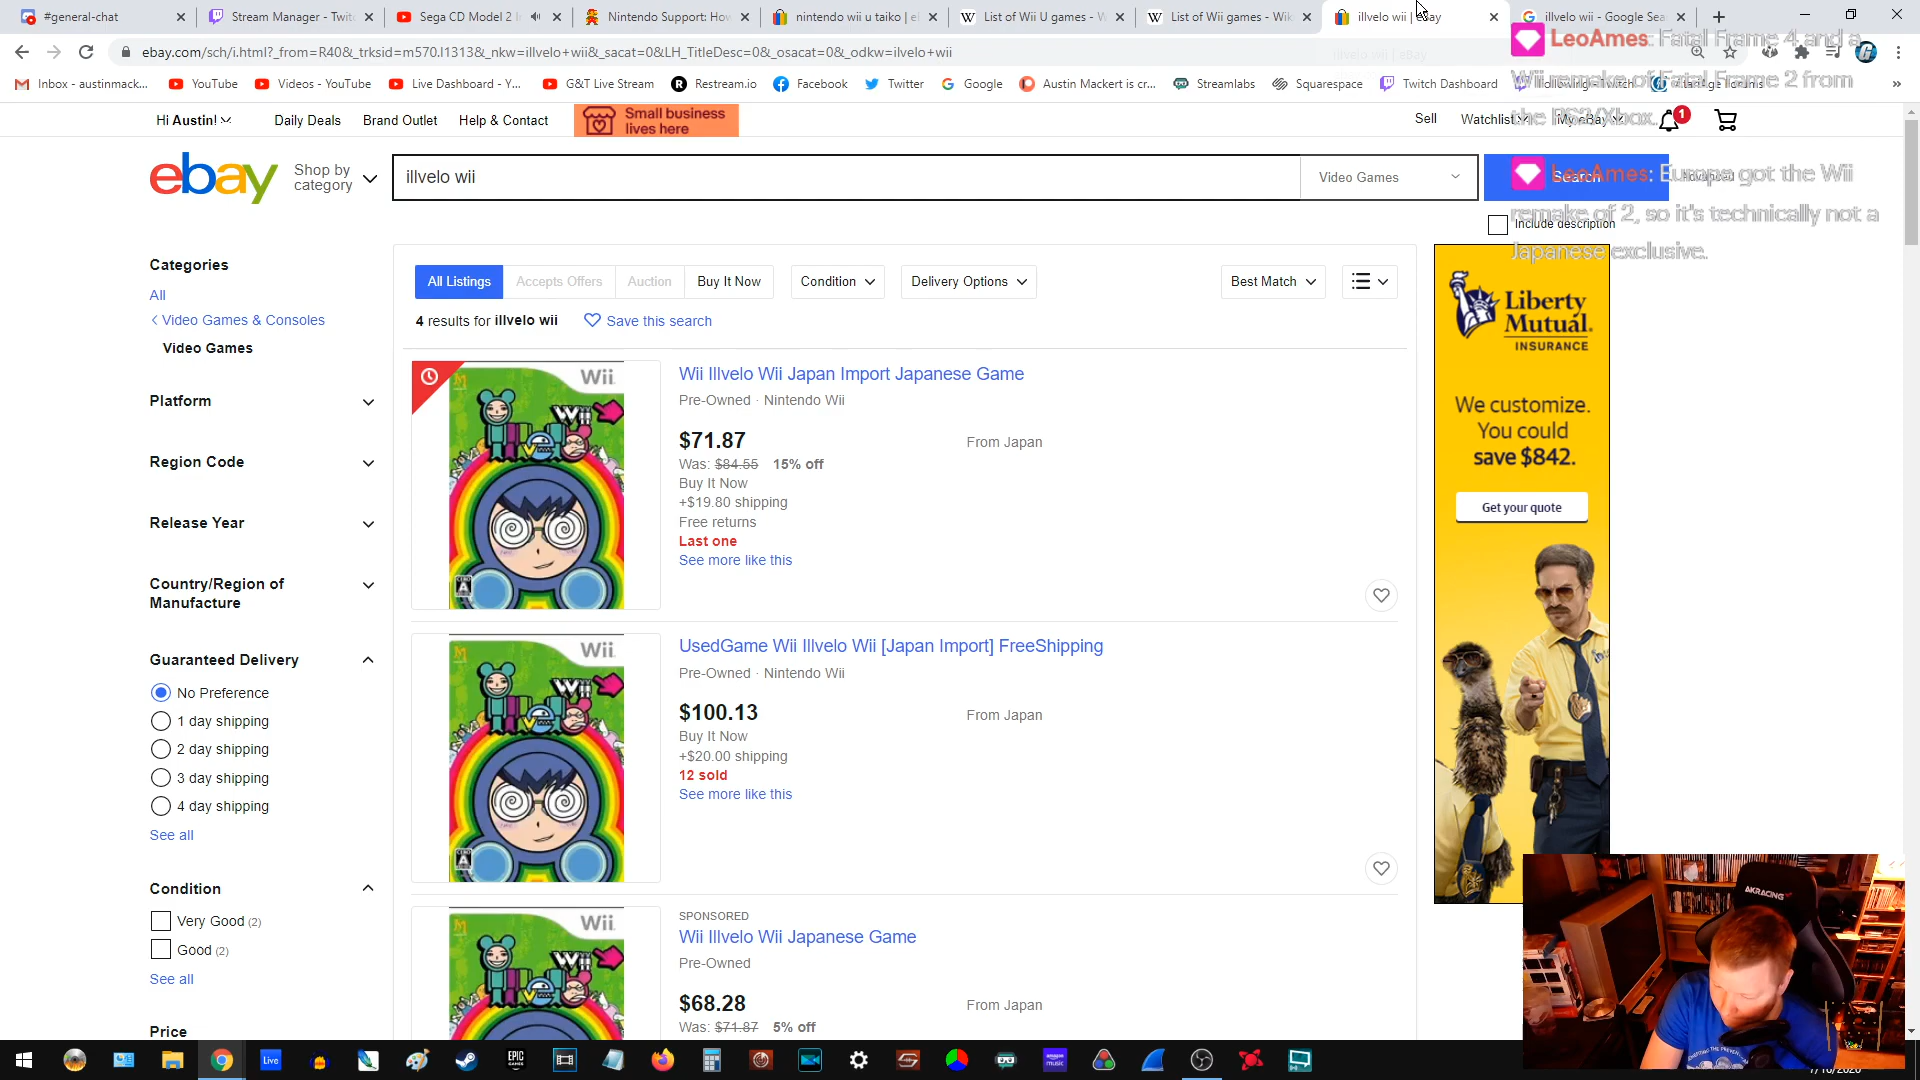 #general-chat
Stream Manager - Twitc
Sega CD Model 2 I
Nintendo Support: How
nintendo wii u taiko | e
List of Wii U games - W
List of Wii games - Wik
illvelo wii | eBay
illvelo wii - Google Sea
ebay.com/sch/i.html?_from=R40&_trksid=m570.l1313&_nkw=illvelo+wii&_sacat=0&LH_TitleDesc=0&_osacat=0&_odkw=ilvelo+wii
Inbox - austinmack...
YouTube
Videos - YouTube
Live Dashboard - Y...
G&T Live Stream
Restream.io
Facebook
Twitter
Google
Austin Mackert is cr...
Streamlabs
Squarespace
Twitch Dashboard
LeoAmes: Fatal Frame 4 and a
Wii remake of Fatal Frame 2 from
the PS2/Xbox.
LeoAmes: Europe got the Wii
remake of 2, so it's technically not a
Japanese exclusive.
Hi Austin!
Daily Deals
Brand Outlet
Help & Contact
Small business
lives here
Sell
Watchlist
My eBay
1
ebay
Shop by
category
illvelo wii
Video Games
Search
Advanced
Include description
Categories
All
Video Games & Consoles
Video Games
Platform
Region Code
Release Year
Country/Region of
Manufacture
Guaranteed Delivery
No Preference
1 day shipping
2 day shipping
3 day shipping
4 day shipping
See all
Condition
Very Good (2)
Good (2)
See all
Price
All Listings
Accepts Offers
Auction
Buy It Now
Condition
Delivery Options
Best Match
4 results for illvelo wii
Save this search
Wii
Wii Illvelo Wii Japan Import Japanese Game
Pre-Owned · Nintendo Wii
$71.87
From Japan
Was: $84.55 15% off
Buy It Now
+$19.80 shipping
Free returns
Last one
See more like this
Wii
UsedGame Wii Illvelo Wii [Japan Import] FreeShipping
Pre-Owned · Nintendo Wii
$100.13
From Japan
Buy It Now
+$20.00 shipping
12 sold
See more like this
Wii
SPONSORED
Wii Illvelo Wii Japanese Game
Pre-Owned
$68.28
From Japan
Was: $71.87 5% off
Liberty
Mutual.
INSURANCE
We customize.
You could
save $842.
Get your quote
AKRACING
Live
EPIC
GAMES